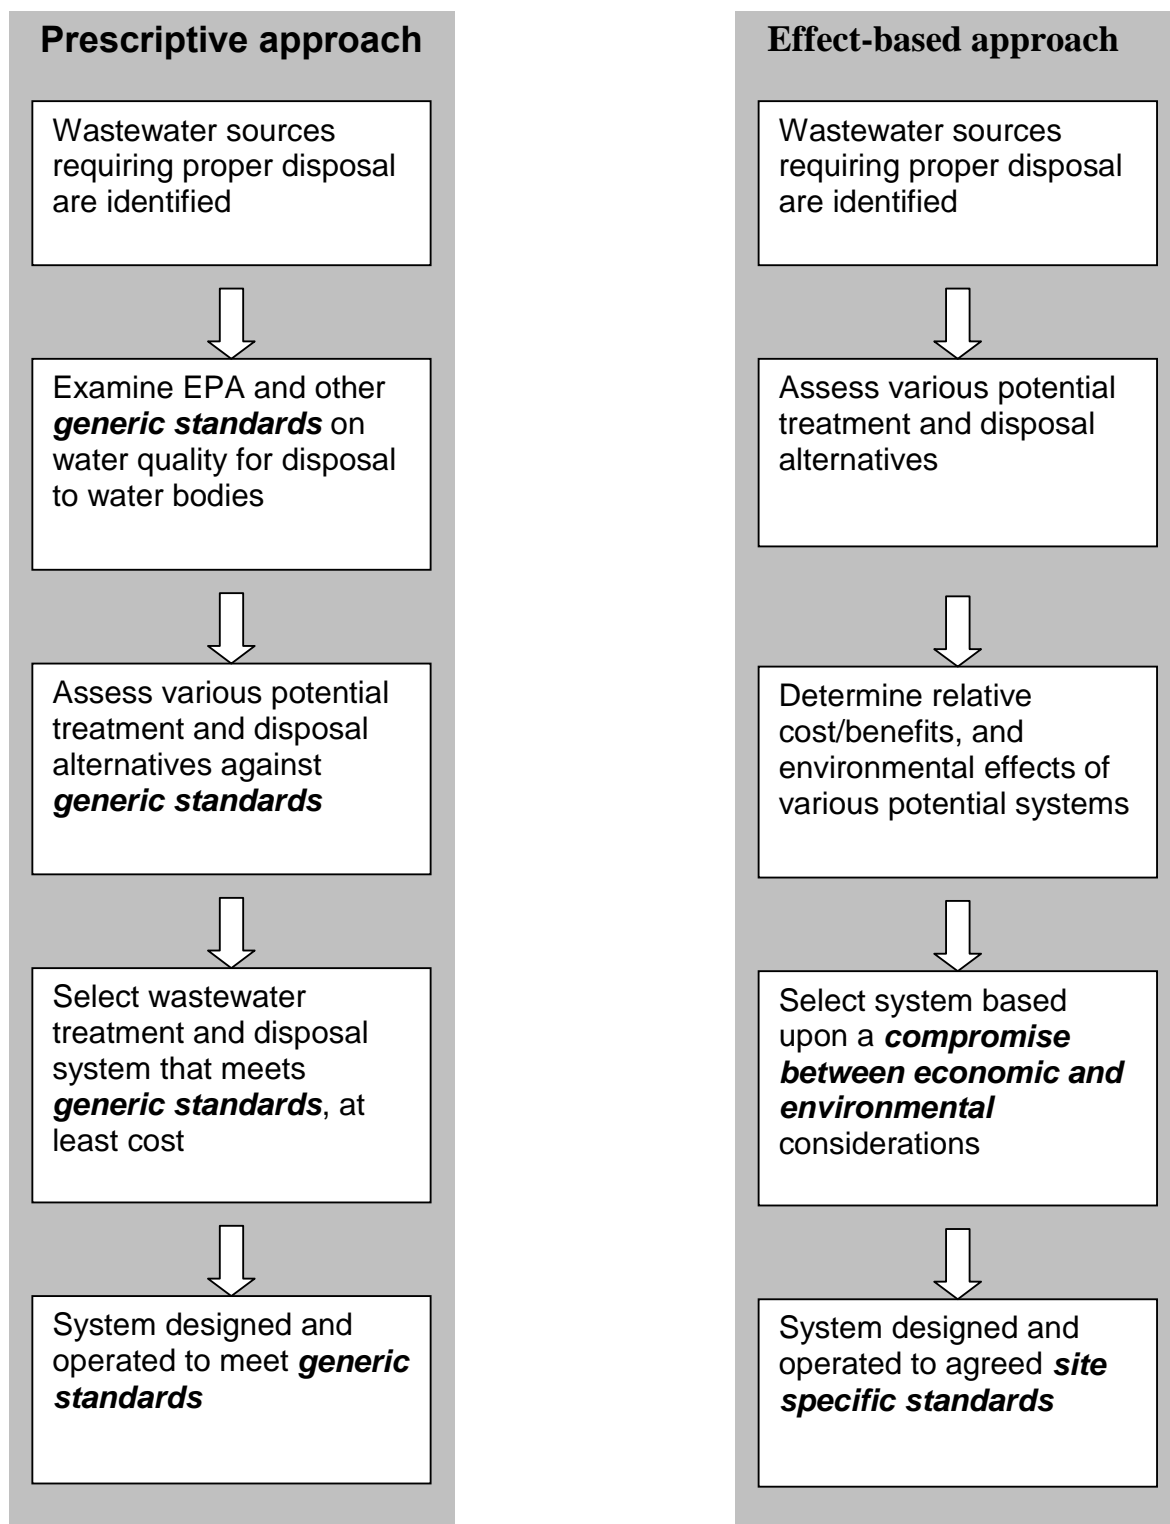 Prescriptive approach
Wastewater sources
requiring proper disposal
are identified
Examine EPA and other
generic standards on
water quality for disposal
to water bodies
Assess various potential
treatment and disposal
alternatives against
generic standards
Select wastewater
treatment and disposal
system that meets
generic standards, at
least cost
System designed and
operated to meet generic
standards
Effect-based approach
Wastewater sources
requiring proper disposal
are identified
Assess various potential
treatment and disposal
alternatives
Determine relative
cost/benefits, and
environmental effects of
various potential systems
Select system based
upon a compromise
between economic and
environmental
considerations
System designed and
operated to agreed site
specific standards